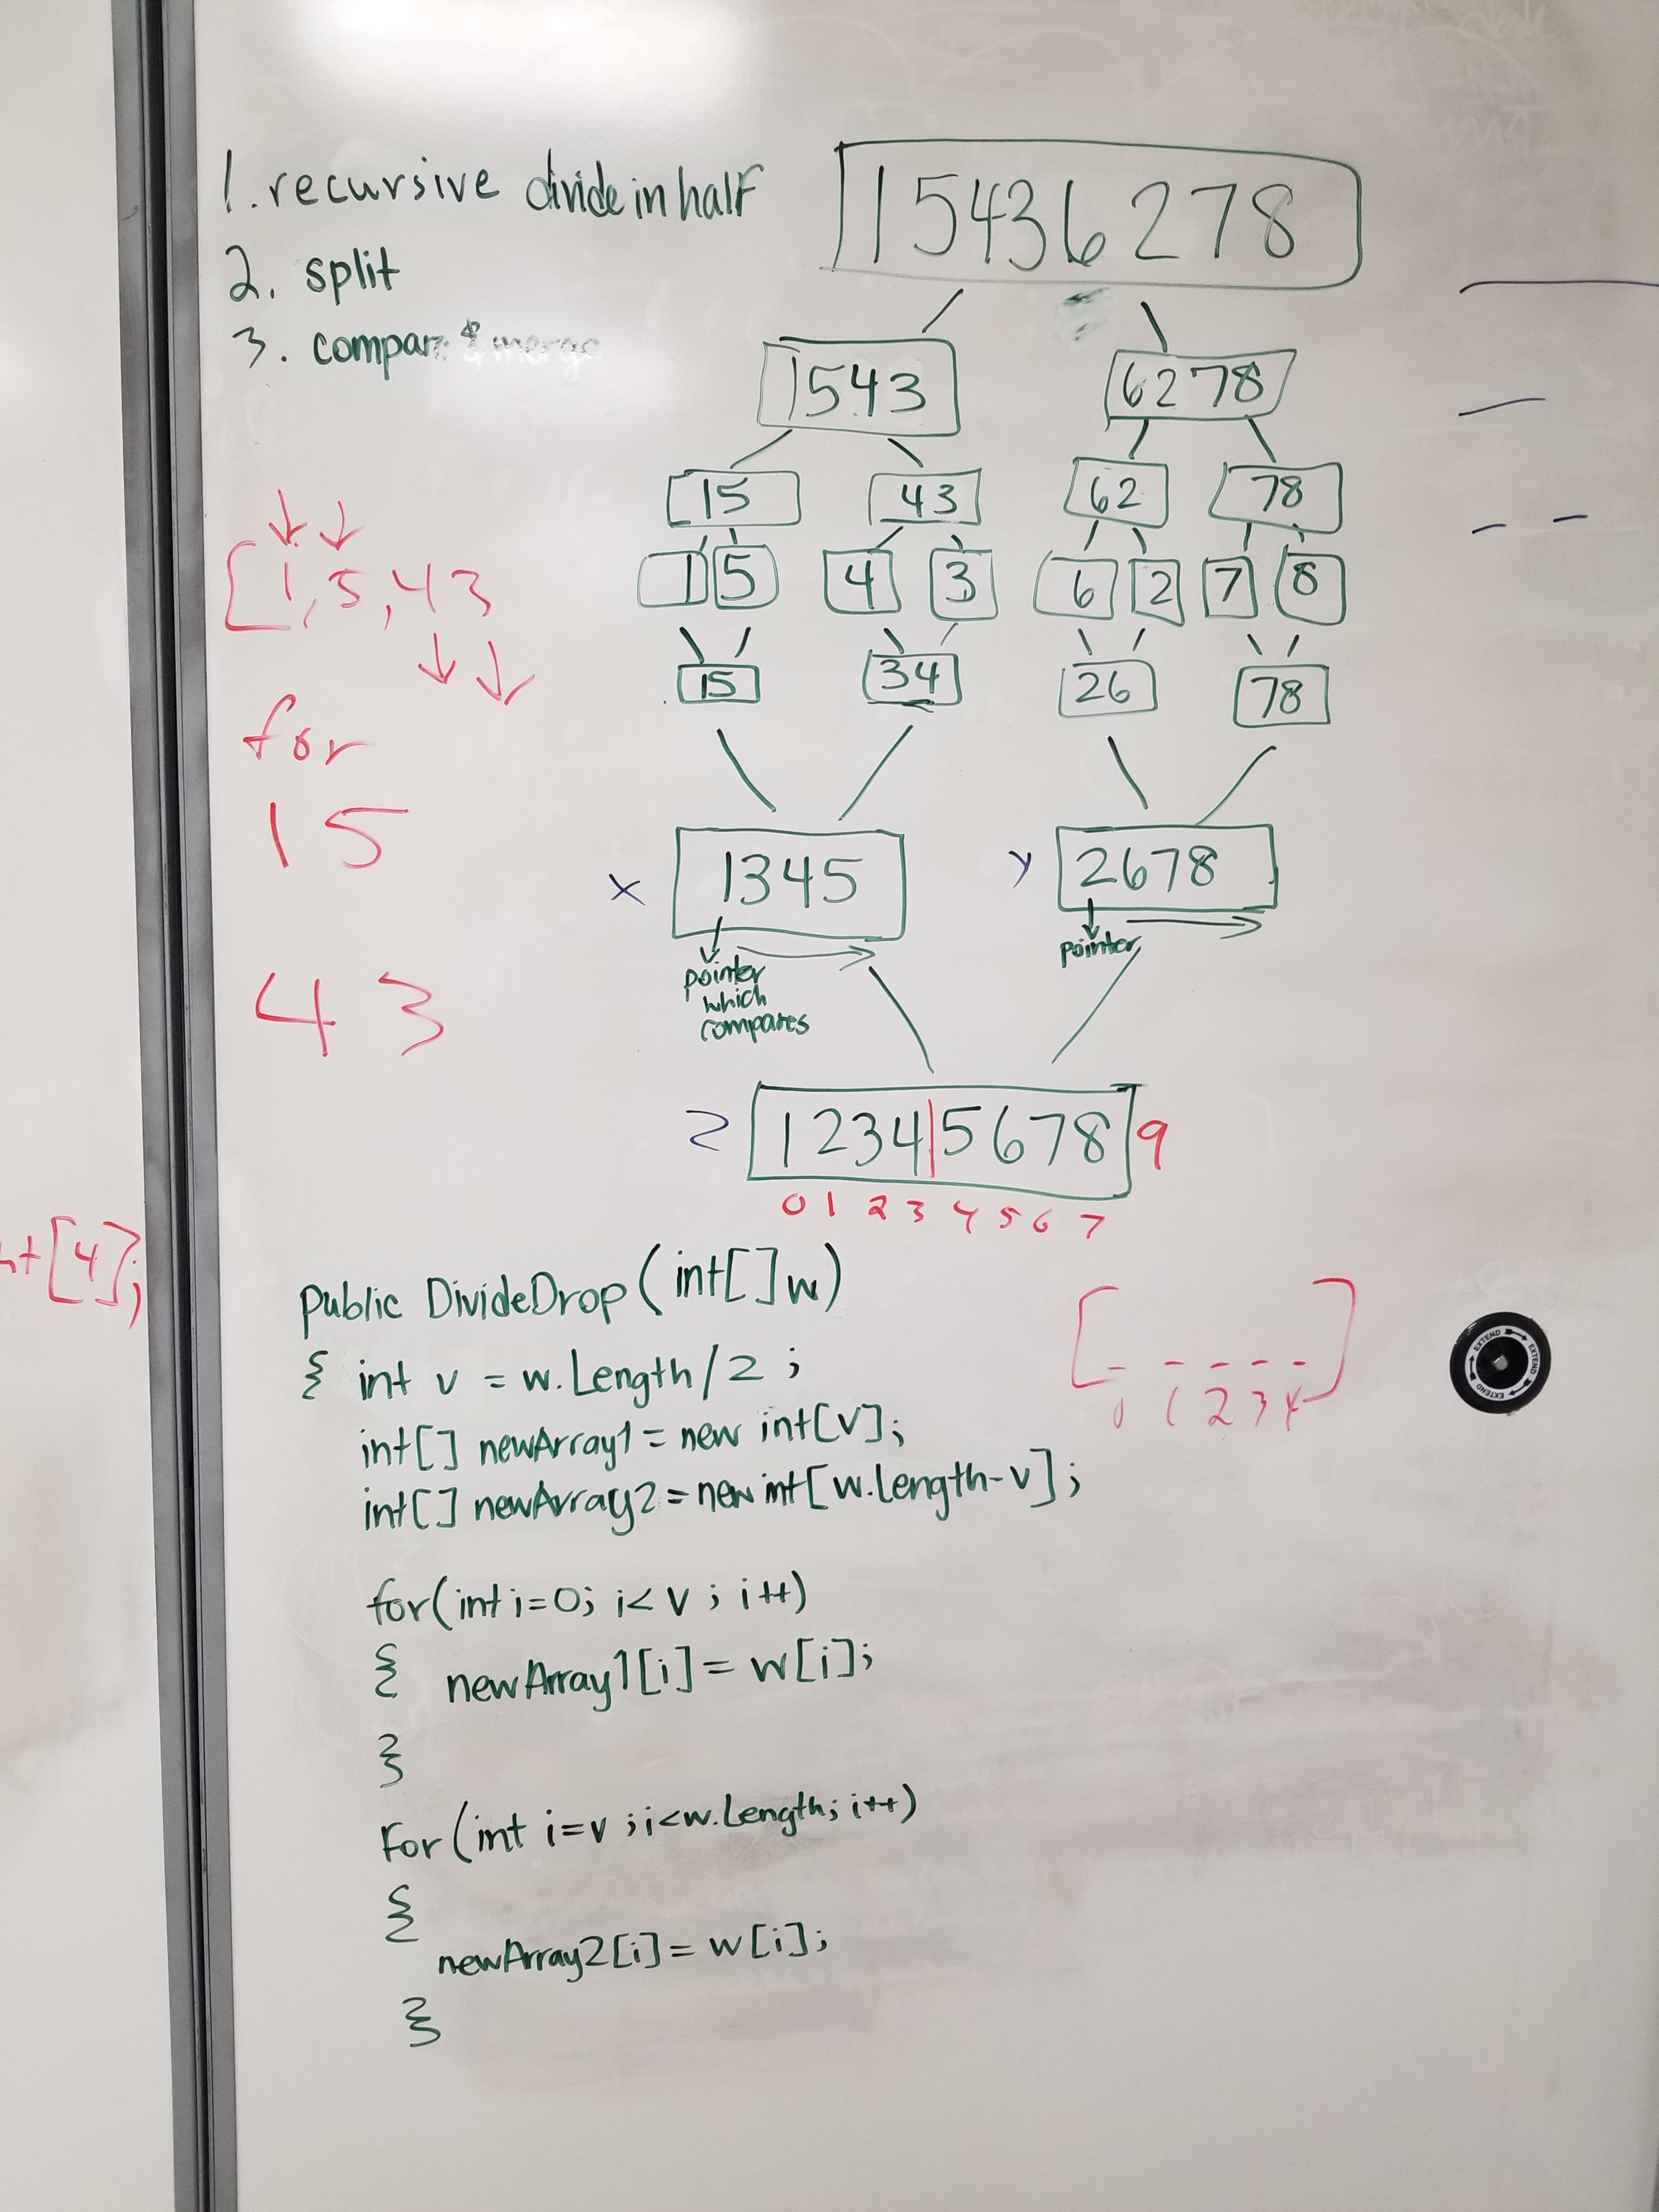 1. recursive divide in half
2. split
3. compare & merge
15436278
1543 6278
15 43 62 78
1 5 4 3 6 2 7 8
15 34 26 78
x 1345 y 2678
pointer which compares
pointer
z 1234|5678 9
0 1 2 3 4 5 6 7
[1,5,43
for
15
43
[4];
public DivideDrop(int[]w)
{ int v = w.Length/2;
int[] newArray1 = new int[v];
int[] newArray2 = new int[w.Length-v];
for(int i=0; i<v; i++)
{ newArray1[i] = w[i];
}
For(int i=v; i<w.Length; i++)
{
newArray2[i] = w[i];
}
[_ _ _ _ _]
0 1 2 3 4
EXTEND EXTEND EXTEND EXTEND